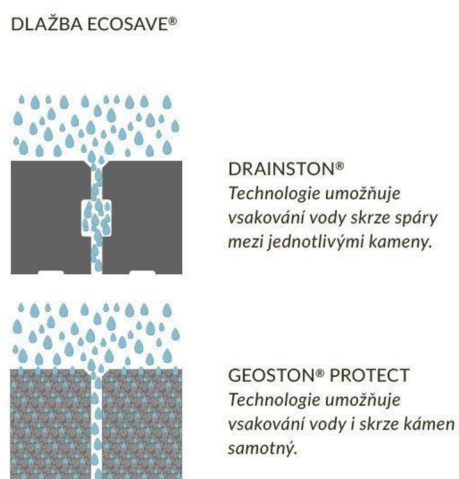 DLAŽBA ECOSAVE®
DRAINSTON®
Technologie umožňuje
vsakování vody skrze spáry
mezi jednotlivými kameny.
GEOSTON® PROTECT
Technologie umožňuje
vsakování vody i skrze kámen
samotný.